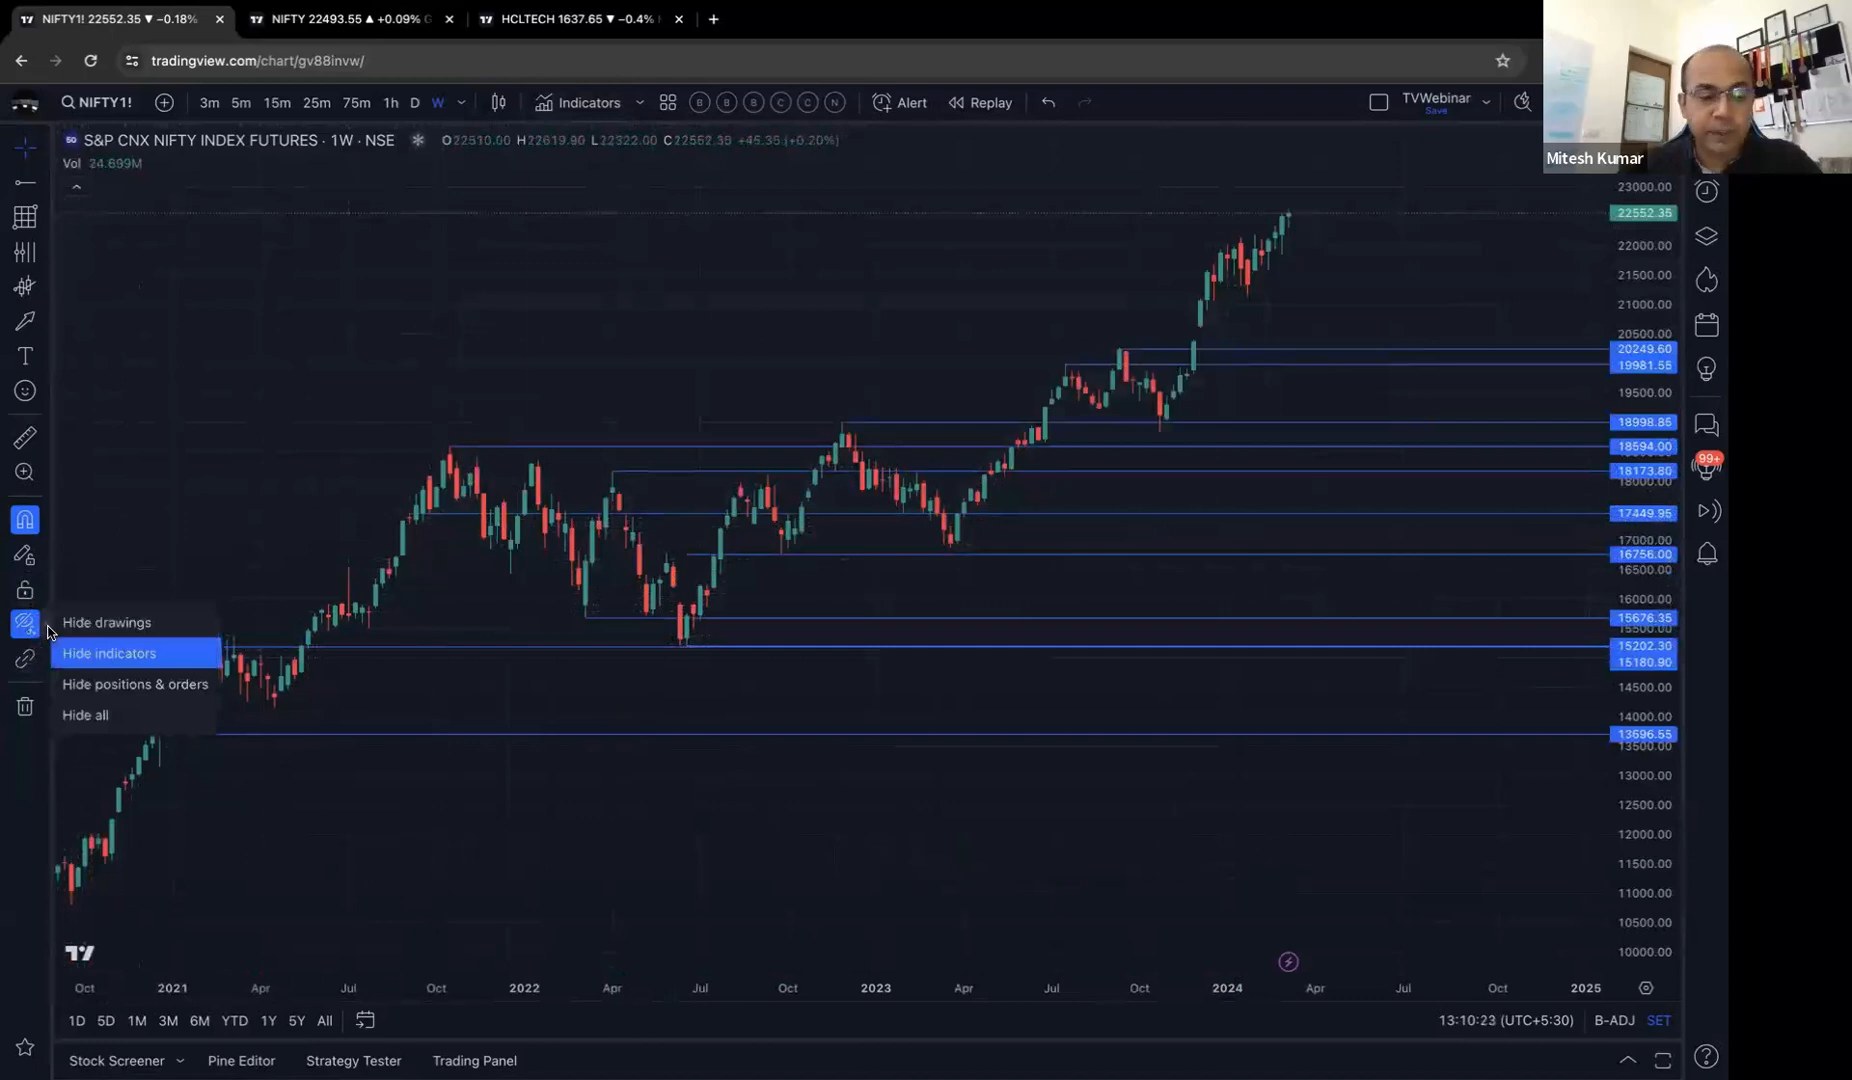 NIFTY1! 22552.35 ▼ −0.18%
NIFTY 22493.55 ▲ +0.09%
HCLTECH 1637.65 ▼ −0.4%
tradingview.com/chart/gv88invw/
NIFTY1! 3m 5m 15m 25m 75m 1h D W Indicators B B B C C N Alert Replay TVWebinar
Save
Mitesh Kumar
S&P CNX NIFTY INDEX FUTURES · 1W · NSE O22510.00 H22619.90 L22322.00 C22552.35 +45.35 (+0.20%)
Vol 24.699M
23000.00
22552.35
22000.00
21500.00
21000.00
20500.00
20249.60
19981.55
19500.00
18998.85
18594.00
18173.80
18000.00
17449.95
17000.00
16756.00
16500.00
16000.00
15676.35
15500.00
15202.30
15180.90
14500.00
14000.00
13696.55
13500.00
13000.00
12500.00
12000.00
11500.00
11000.00
10500.00
10000.00
99+
Hide drawings
Hide indicators
Hide positions & orders
Hide all
Oct 2021 Apr Jul Oct 2022 Apr Jul Oct 2023 Apr Jul Oct 2024 Apr Jul Oct 2025
1D 5D 1M 3M 6M YTD 1Y 5Y All 13:10:23 (UTC+5:30) B-ADJ SET
Stock Screener Pine Editor Strategy Tester Trading Panel